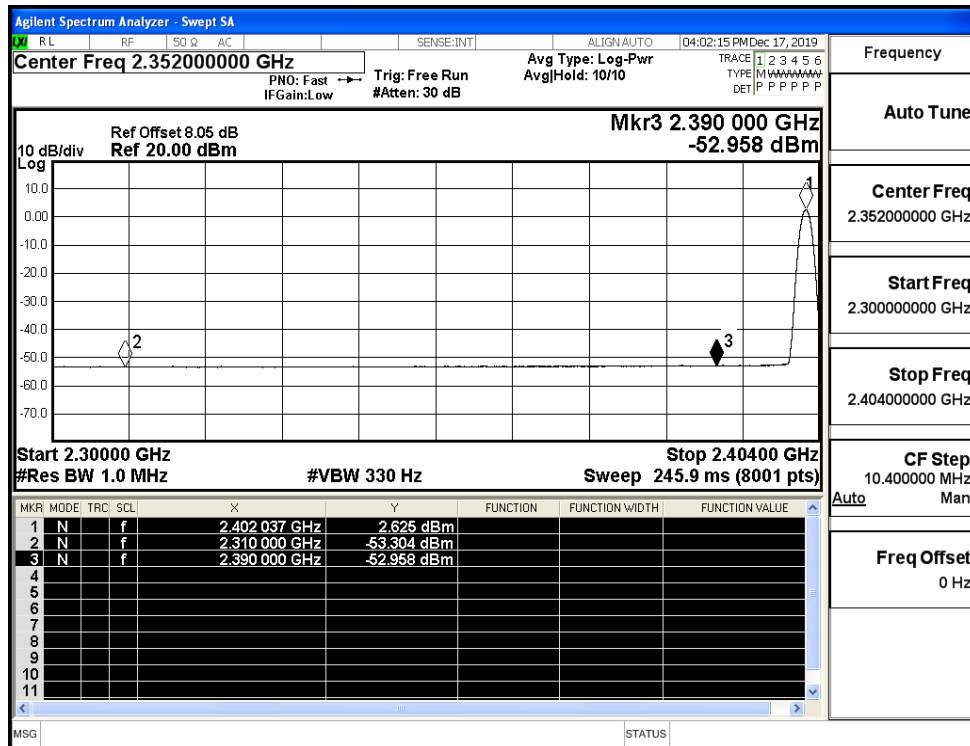 Agilent Spectrum Analyzer - Swept SA
LXI RL RF 50 Ω AC SENSE:INT ALIGN AUTO 04:02:15 PM Dec 17, 2019
Center Freq 2.352000000 GHz
PNO: Fast
IFGain:Low
Trig: Free Run
#Atten: 30 dB
Avg Type: Log-Pwr
Avg|Hold: 10/10
TRACE 1 2 3 4 5 6
TYPE M WWWWW
DET P P P P P P
Ref Offset 8.05 dB
10 dB/div Ref 20.00 dBm
Log
Mkr3 2.390 000 GHz
-52.958 dBm
10.0
0.00
-10.0
-20.0
-30.0
-40.0
-50.0
-60.0
-70.0
1
2
3
Start 2.30000 GHz Stop 2.40400 GHz
#Res BW 1.0 MHz #VBW 330 Hz Sweep 245.9 ms (8001 pts)
MKR MODE TRC SCL X Y FUNCTION FUNCTION WIDTH FUNCTION VALUE
1 N f 2.402 037 GHz 2.625 dBm
2 N f 2.310 000 GHz -53.304 dBm
3 N f 2.390 000 GHz -52.958 dBm
4
5
6
7
8
9
10
11
MSG STATUS
Frequency
Auto Tune
Center Freq
2.352000000 GHz
Start Freq
2.300000000 GHz
Stop Freq
2.404000000 GHz
CF Step
10.400000 MHz
Auto Man
Freq Offset
0 Hz